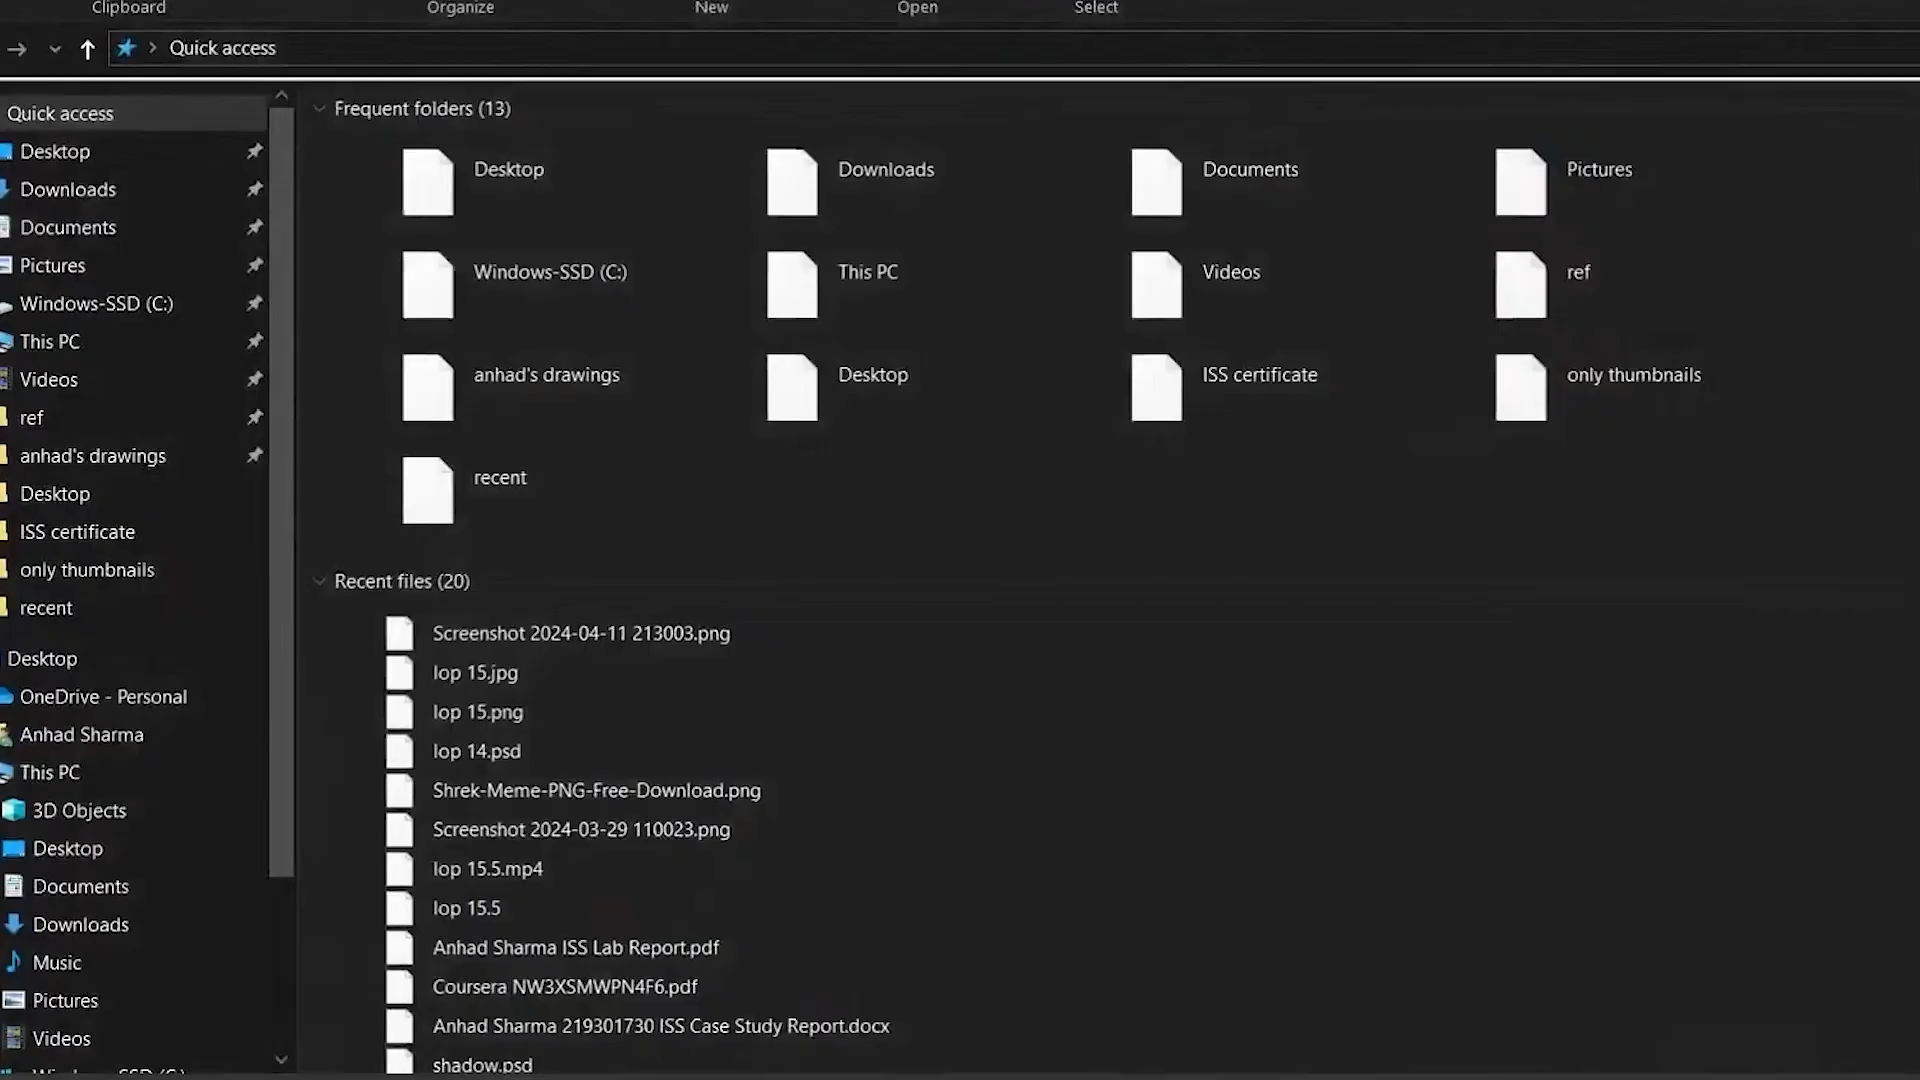 Clipboard Organize New Open Select
Quick access
Quick access
Desktop
Downloads
Documents
Pictures
Windows-SSD (C:)
This PC
Videos
ref
anhad's drawings
Desktop
ISS certificate
only thumbnails
recent
Desktop
OneDrive - Personal
Anhad Sharma
This PC
3D Objects
Desktop
Documents
Downloads
Music
Pictures
Videos
Windows-SSD (C:)
Frequent folders (13)
Desktop Downloads Documents Pictures
Windows-SSD (C:) This PC Videos ref
anhad's drawings Desktop ISS certificate only thumbnails
recent
Recent files (20)
Screenshot 2024-04-11 213003.png
lop 15.jpg
lop 15.png
lop 14.psd
Shrek-Meme-PNG-Free-Download.png
Screenshot 2024-03-29 110023.png
lop 15.5.mp4
lop 15.5
Anhad Sharma ISS Lab Report.pdf
Coursera NW3XSMWPN4F6.pdf
Anhad Sharma 219301730 ISS Case Study Report.docx
shadow.psd